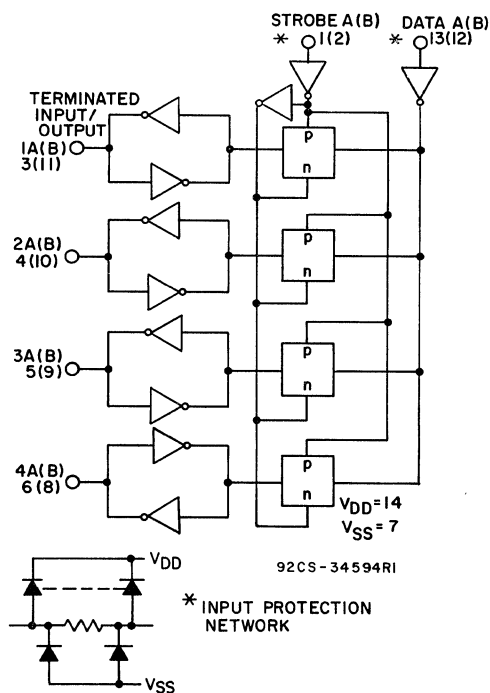 STROBE A(B)
* 1(2)
DATA A(B)
* 13(12)
TERMINATED
INPUT/
OUTPUT
1A(B)
3(11)
p
n
2A(B)
4(10)
p
n
3A(B)
5(9)
p
n
4A(B)
6(8)
p
n
VDD=14
VSS=7
92CS-34594R1
VDD
* INPUT PROTECTION
NETWORK
VSS